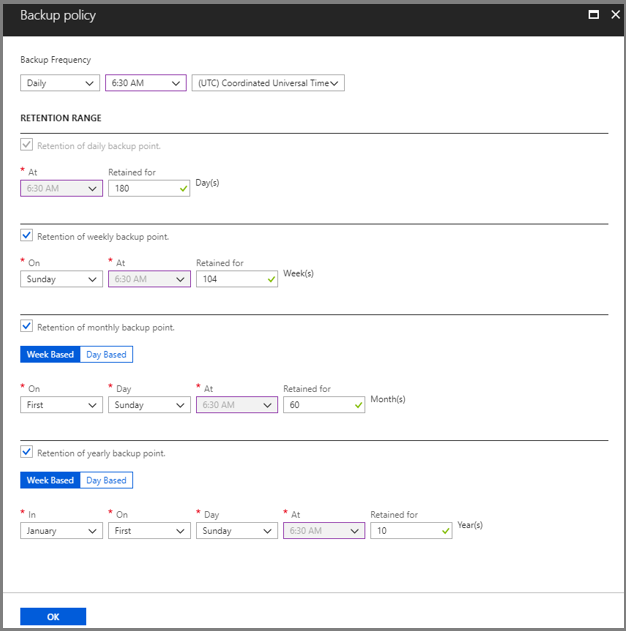 Backup policy
Backup Frequency
Daily 6:30 AM (UTC) Coordinated Universal Time
RETENTION RANGE
Retention of daily backup point.
* At Retained for
6:30 AM 180 Day(s)
Retention of weekly backup point.
* On * At Retained for
Sunday 6:30 AM 104 Week(s)
Retention of monthly backup point.
Week Based Day Based
* On * Day * At Retained for
First Sunday 6:30 AM 60 Month(s)
Retention of yearly backup point.
Week Based Day Based
* In * On * Day * At Retained for
January First Sunday 6:30 AM 10 Year(s)
OK